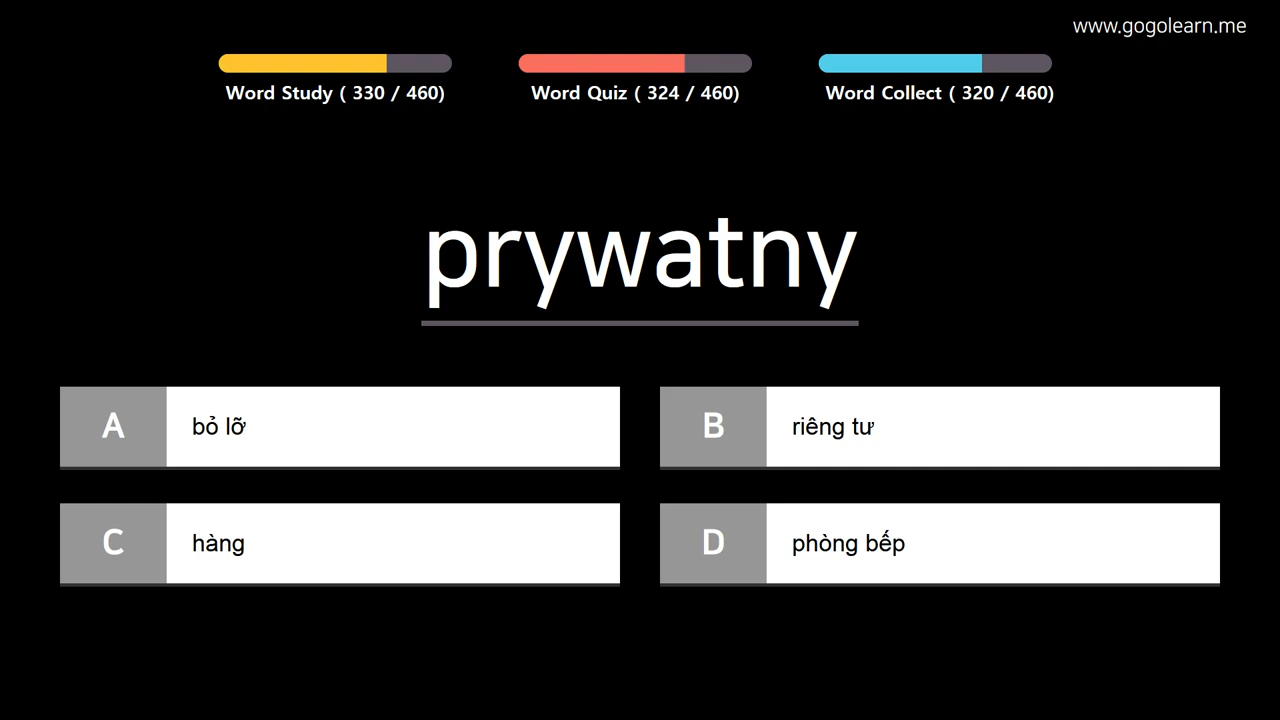 www.gogolearn.me
Word Study ( 330 / 460)
Word Quiz ( 324 / 460)
Word Collect ( 320 / 460)
prywatny
A bỏ lỡ
B riêng tư
C hàng
D phòng bếp